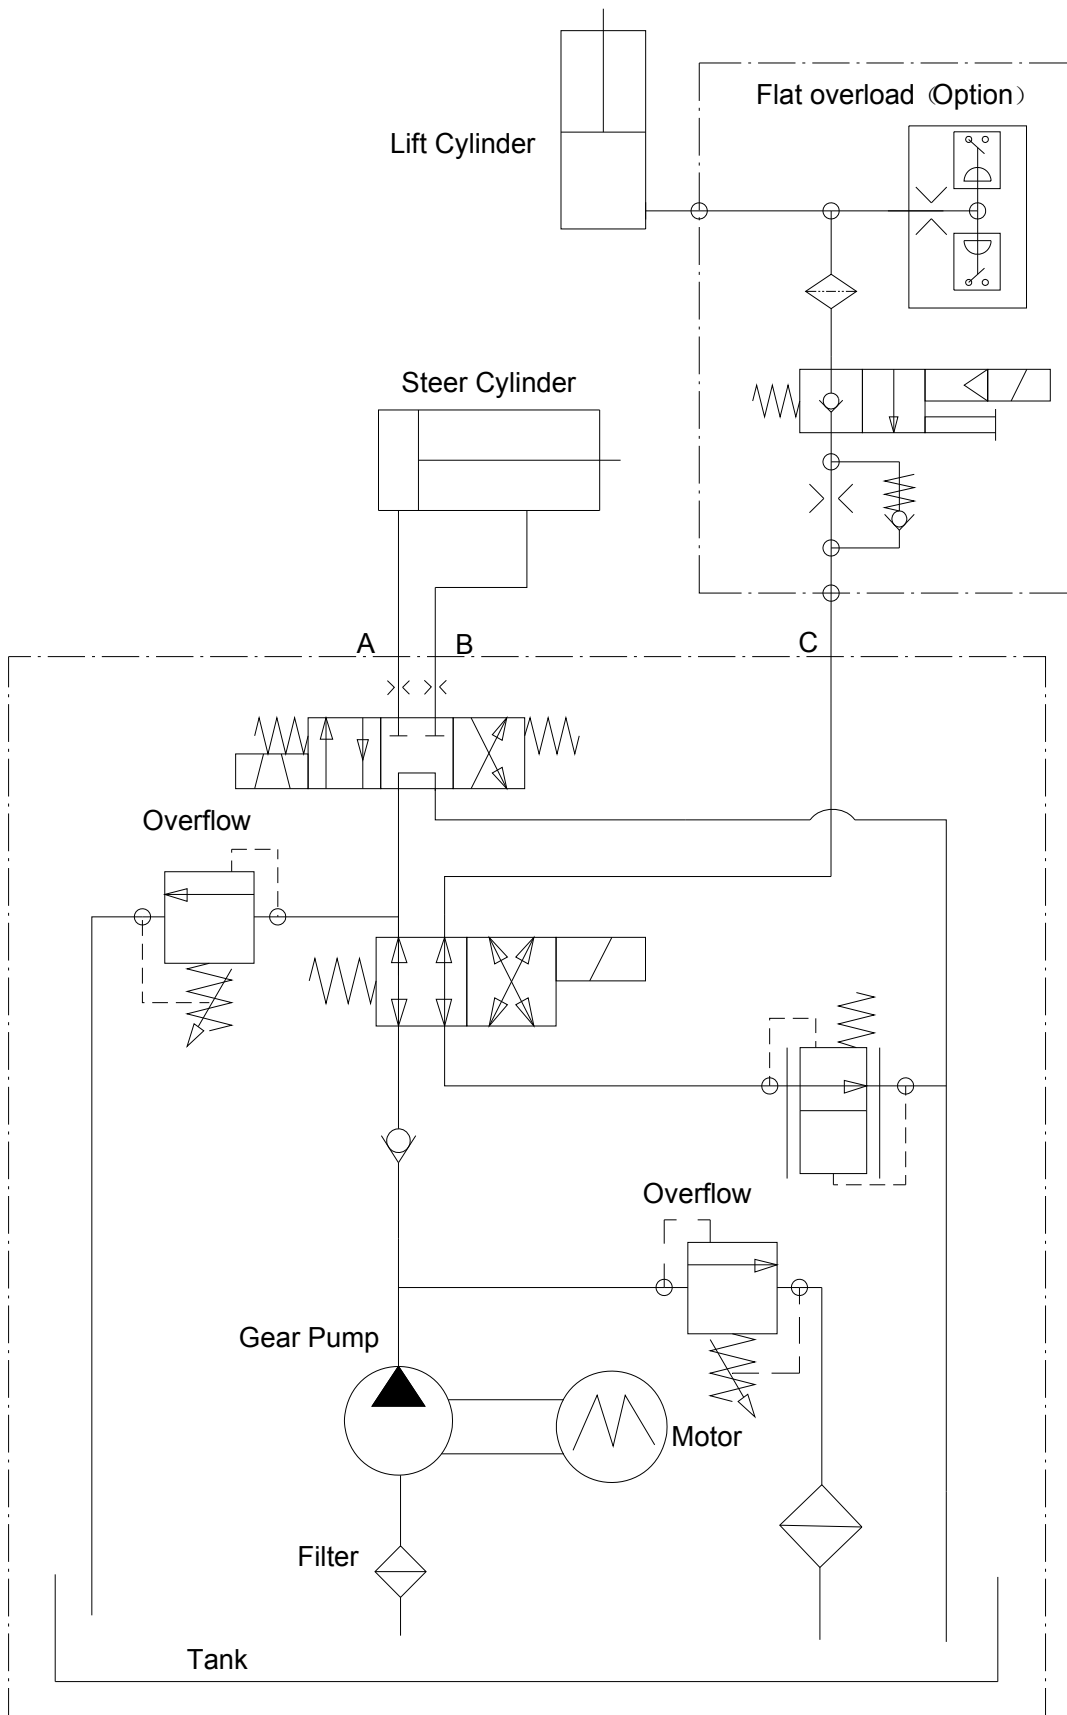 Flat overload（Option）
Lift Cylinder
Steer Cylinder
A
B
C
Overflow
Overflow
Gear Pump
Motor
Filter
Tank